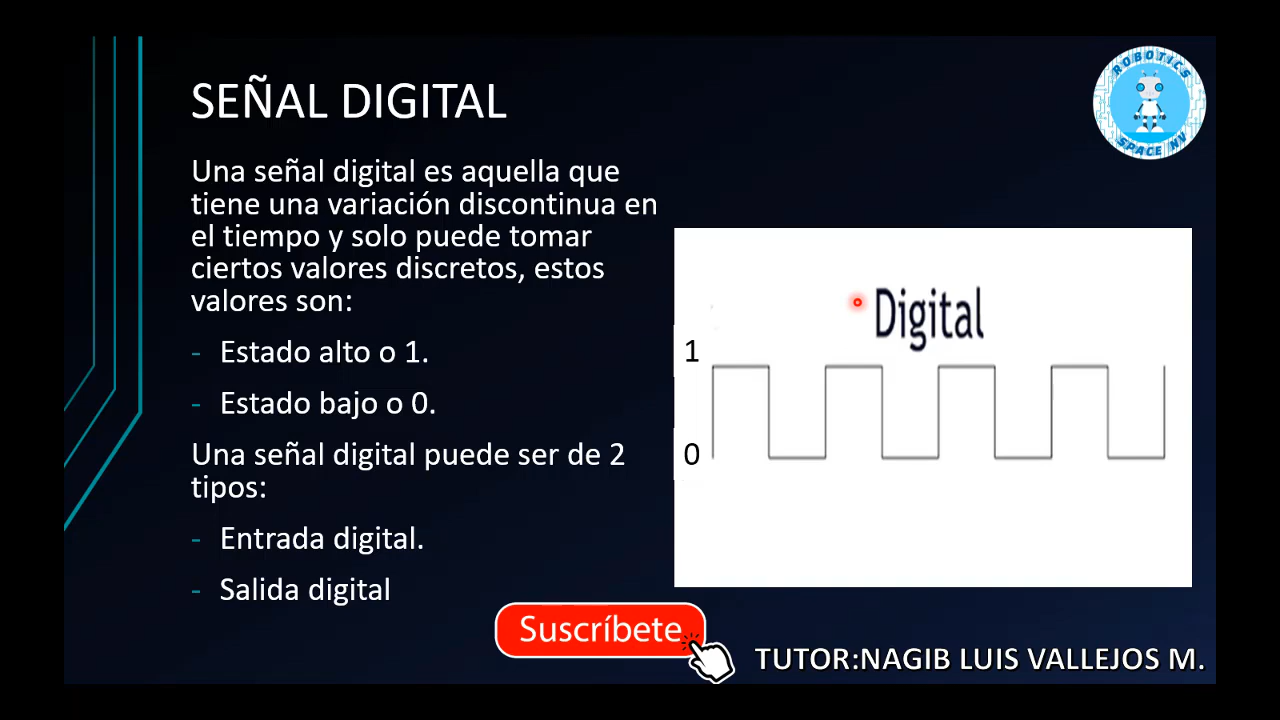 SEÑAL DIGITAL
ROBOTICS
SPACE NV
Una señal digital es aquella que
tiene una variación discontinua en
el tiempo y solo puede tomar
ciertos valores discretos, estos
valores son:
- Estado alto o 1.
- Estado bajo o 0.
Una señal digital puede ser de 2
tipos:
- Entrada digital.
- Salida digital
Digital
1
0
Suscríbete
TUTOR:NAGIB LUIS VALLEJOS M.